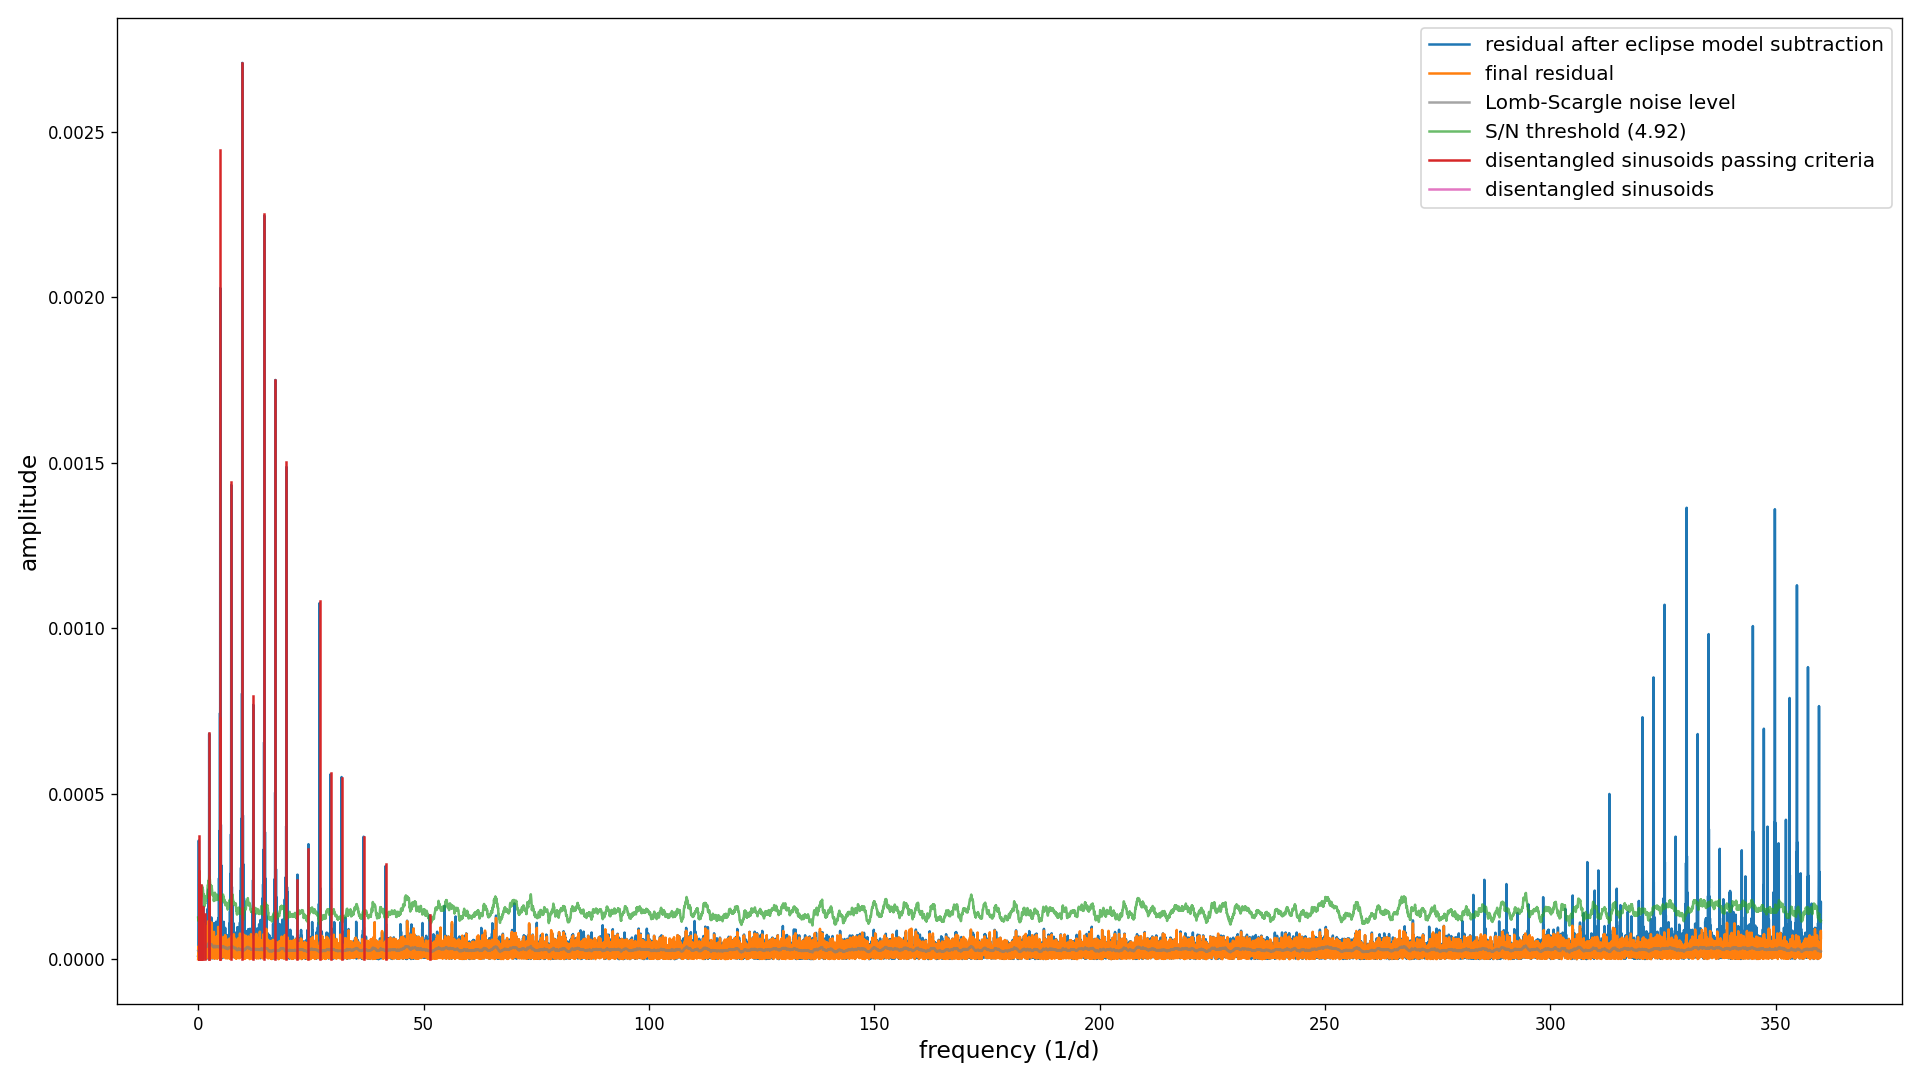 residual after eclipse model subtraction
final residual
Lomb-Scargle noise level
S/N threshold (4.92)
disentangled sinusoids passing criteria
disentangled sinusoids
amplitude
0.0025
0.0020
0.0015
0.0010
0.0005
0.0000
0 50 100 150 200 250 300 350
frequency (1/d)